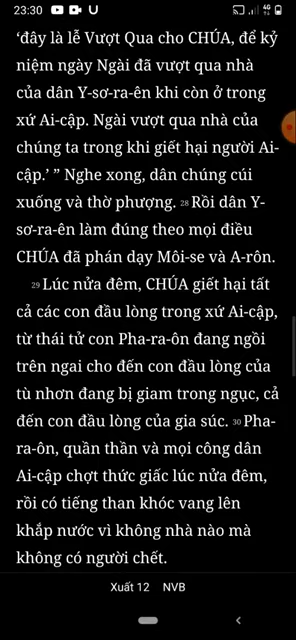 23:30 U 4G
‘đây là lễ Vượt Qua cho CHÚA, để kỷ
niệm ngày Ngài đã vượt qua nhà
của dân Y-sơ-ra-ên khi còn ở trong
xứ Ai-cập. Ngài vượt qua nhà của
chúng ta trong khi giết hại người Ai-
cập.’ ” Nghe xong, dân chúng cúi
xuống và thờ phượng. 28 Rồi dân Y-
sơ-ra-ên làm đúng theo mọi điều
CHÚA đã phán dạy Môi-se và A-rôn.
29 Lúc nửa đêm, CHÚA giết hại tất
cả các con đầu lòng trong xứ Ai-cập,
từ thái tử con Pha-ra-ôn đang ngồi
trên ngai cho đến con đầu lòng của
tù nhơn đang bị giam trong ngục, cả
đến con đầu lòng của gia súc. 30 Pha-
ra-ôn, quần thần và mọi công dân
Ai-cập chợt thức giấc lúc nửa đêm,
rồi có tiếng than khóc vang lên
khắp nước vì không nhà nào mà
không có người chết.
Xuất 12 NVB